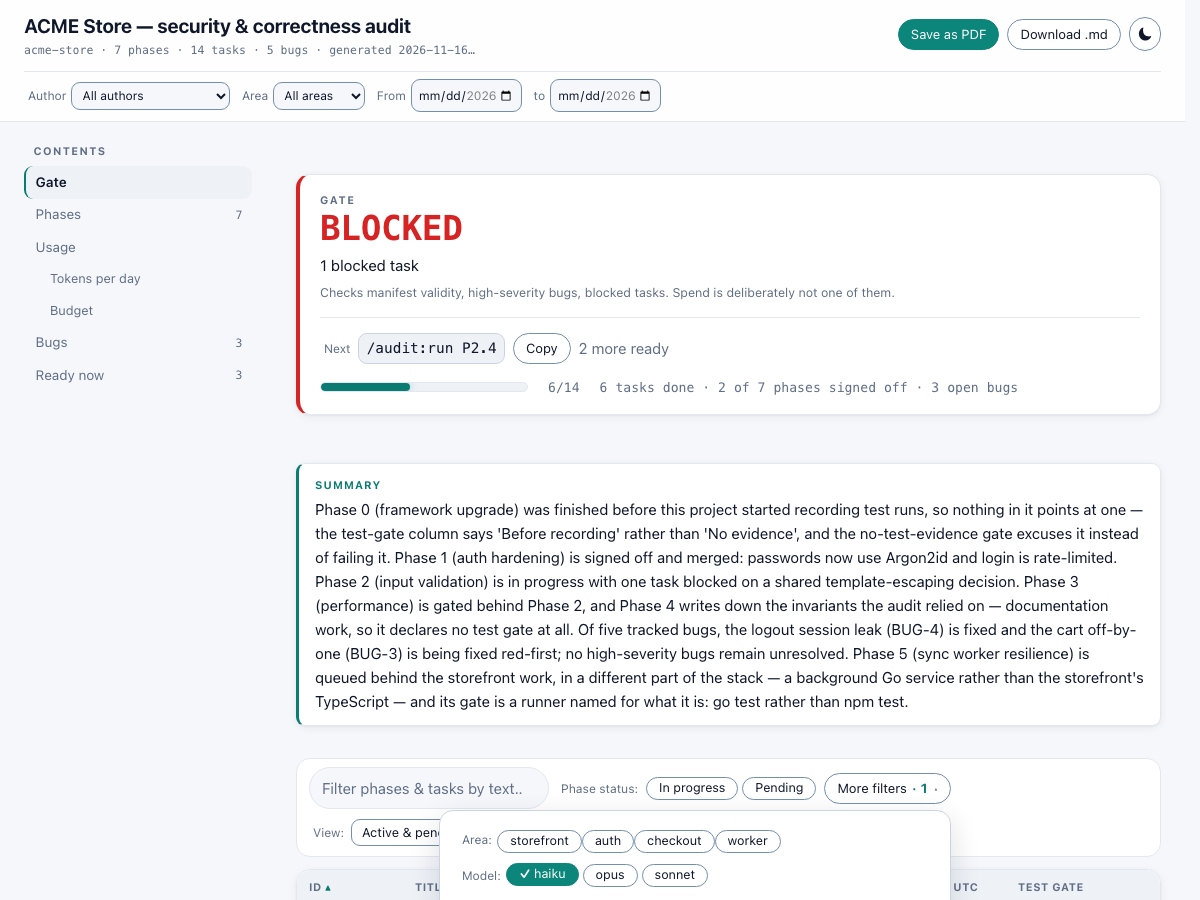 ACME Store — security & correctness audit
acme-store · 7 phases · 14 tasks · 5 bugs · generated 2026-11-16…
Save as PDF
Download .md
Author All authors Area All areas From mm/dd/2026 to mm/dd/2026
CONTENTS
Gate
Phases 7
Usage
Tokens per day
Budget
Bugs 3
Ready now 3
GATE
BLOCKED
1 blocked task
Checks manifest validity, high-severity bugs, blocked tasks. Spend is deliberately not one of them.
Next /audit:run P2.4 Copy 2 more ready
6/14 6 tasks done · 2 of 7 phases signed off · 3 open bugs
SUMMARY
Phase 0 (framework upgrade) was finished before this project started recording test runs, so nothing in it points at one —
the test-gate column says 'Before recording' rather than 'No evidence', and the no-test-evidence gate excuses it instead
of failing it. Phase 1 (auth hardening) is signed off and merged: passwords now use Argon2id and login is rate-limited.
Phase 2 (input validation) is in progress with one task blocked on a shared template-escaping decision. Phase 3
(performance) is gated behind Phase 2, and Phase 4 writes down the invariants the audit relied on — documentation
work, so it declares no test gate at all. Of five tracked bugs, the logout session leak (BUG-4) is fixed and the cart off-by-
one (BUG-3) is being fixed red-first; no high-severity bugs remain unresolved. Phase 5 (sync worker resilience) is
queued behind the storefront work, in a different part of the stack — a background Go service rather than the storefront's
TypeScript — and its gate is a runner named for what it is: go test rather than npm test.
Filter phases & tasks by text.. Phase status: In progress Pending More filters · 1 ·
View: Active & pen
Area: storefront auth checkout worker
Model: ✓ haiku opus sonnet
ID ▲ TITL UTC TEST GATE